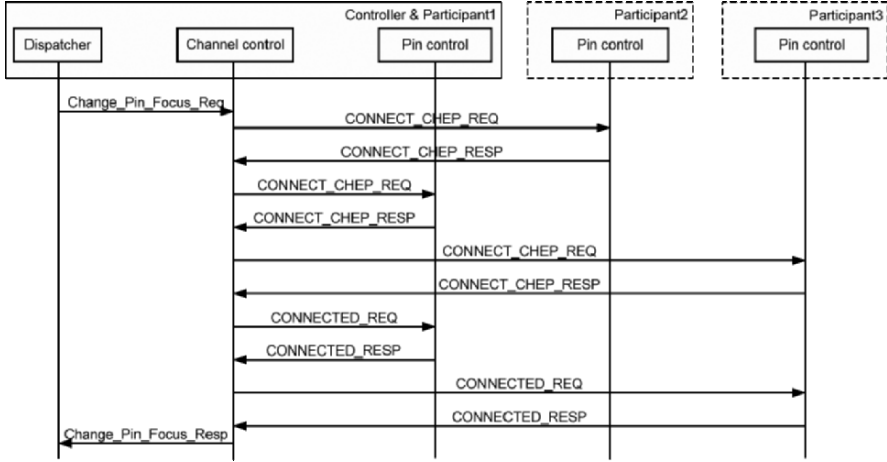 Controller & Participant1
Participant2
Participant3
Dispatcher
Channel control
Pin control
Pin control
Pin control
Change_Pin_Focus_Req
CONNECT_CHEP_REQ
CONNECT_CHEP_RESP
CONNECT_CHEP_REQ
CONNECT_CHEP_RESP
CONNECT_CHEP_REQ
CONNECT_CHEP_RESP
CONNECTED_REQ
CONNECTED_RESP
CONNECTED_REQ
CONNECTED_RESP
Change_Pin_Focus_Resp